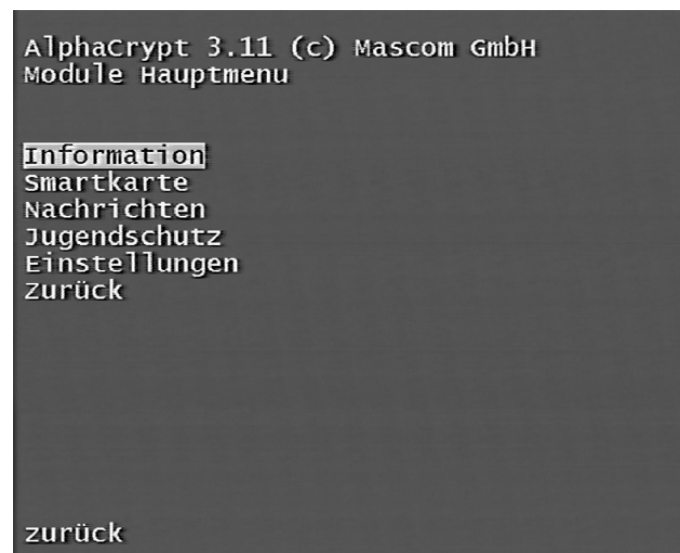 AlphaCrypt 3.11 (c) Mascom GmbH
Module Hauptmenu
Information
Smartkarte
Nachrichten
Jugendschutz
Einstellungen
Zurück
zurück